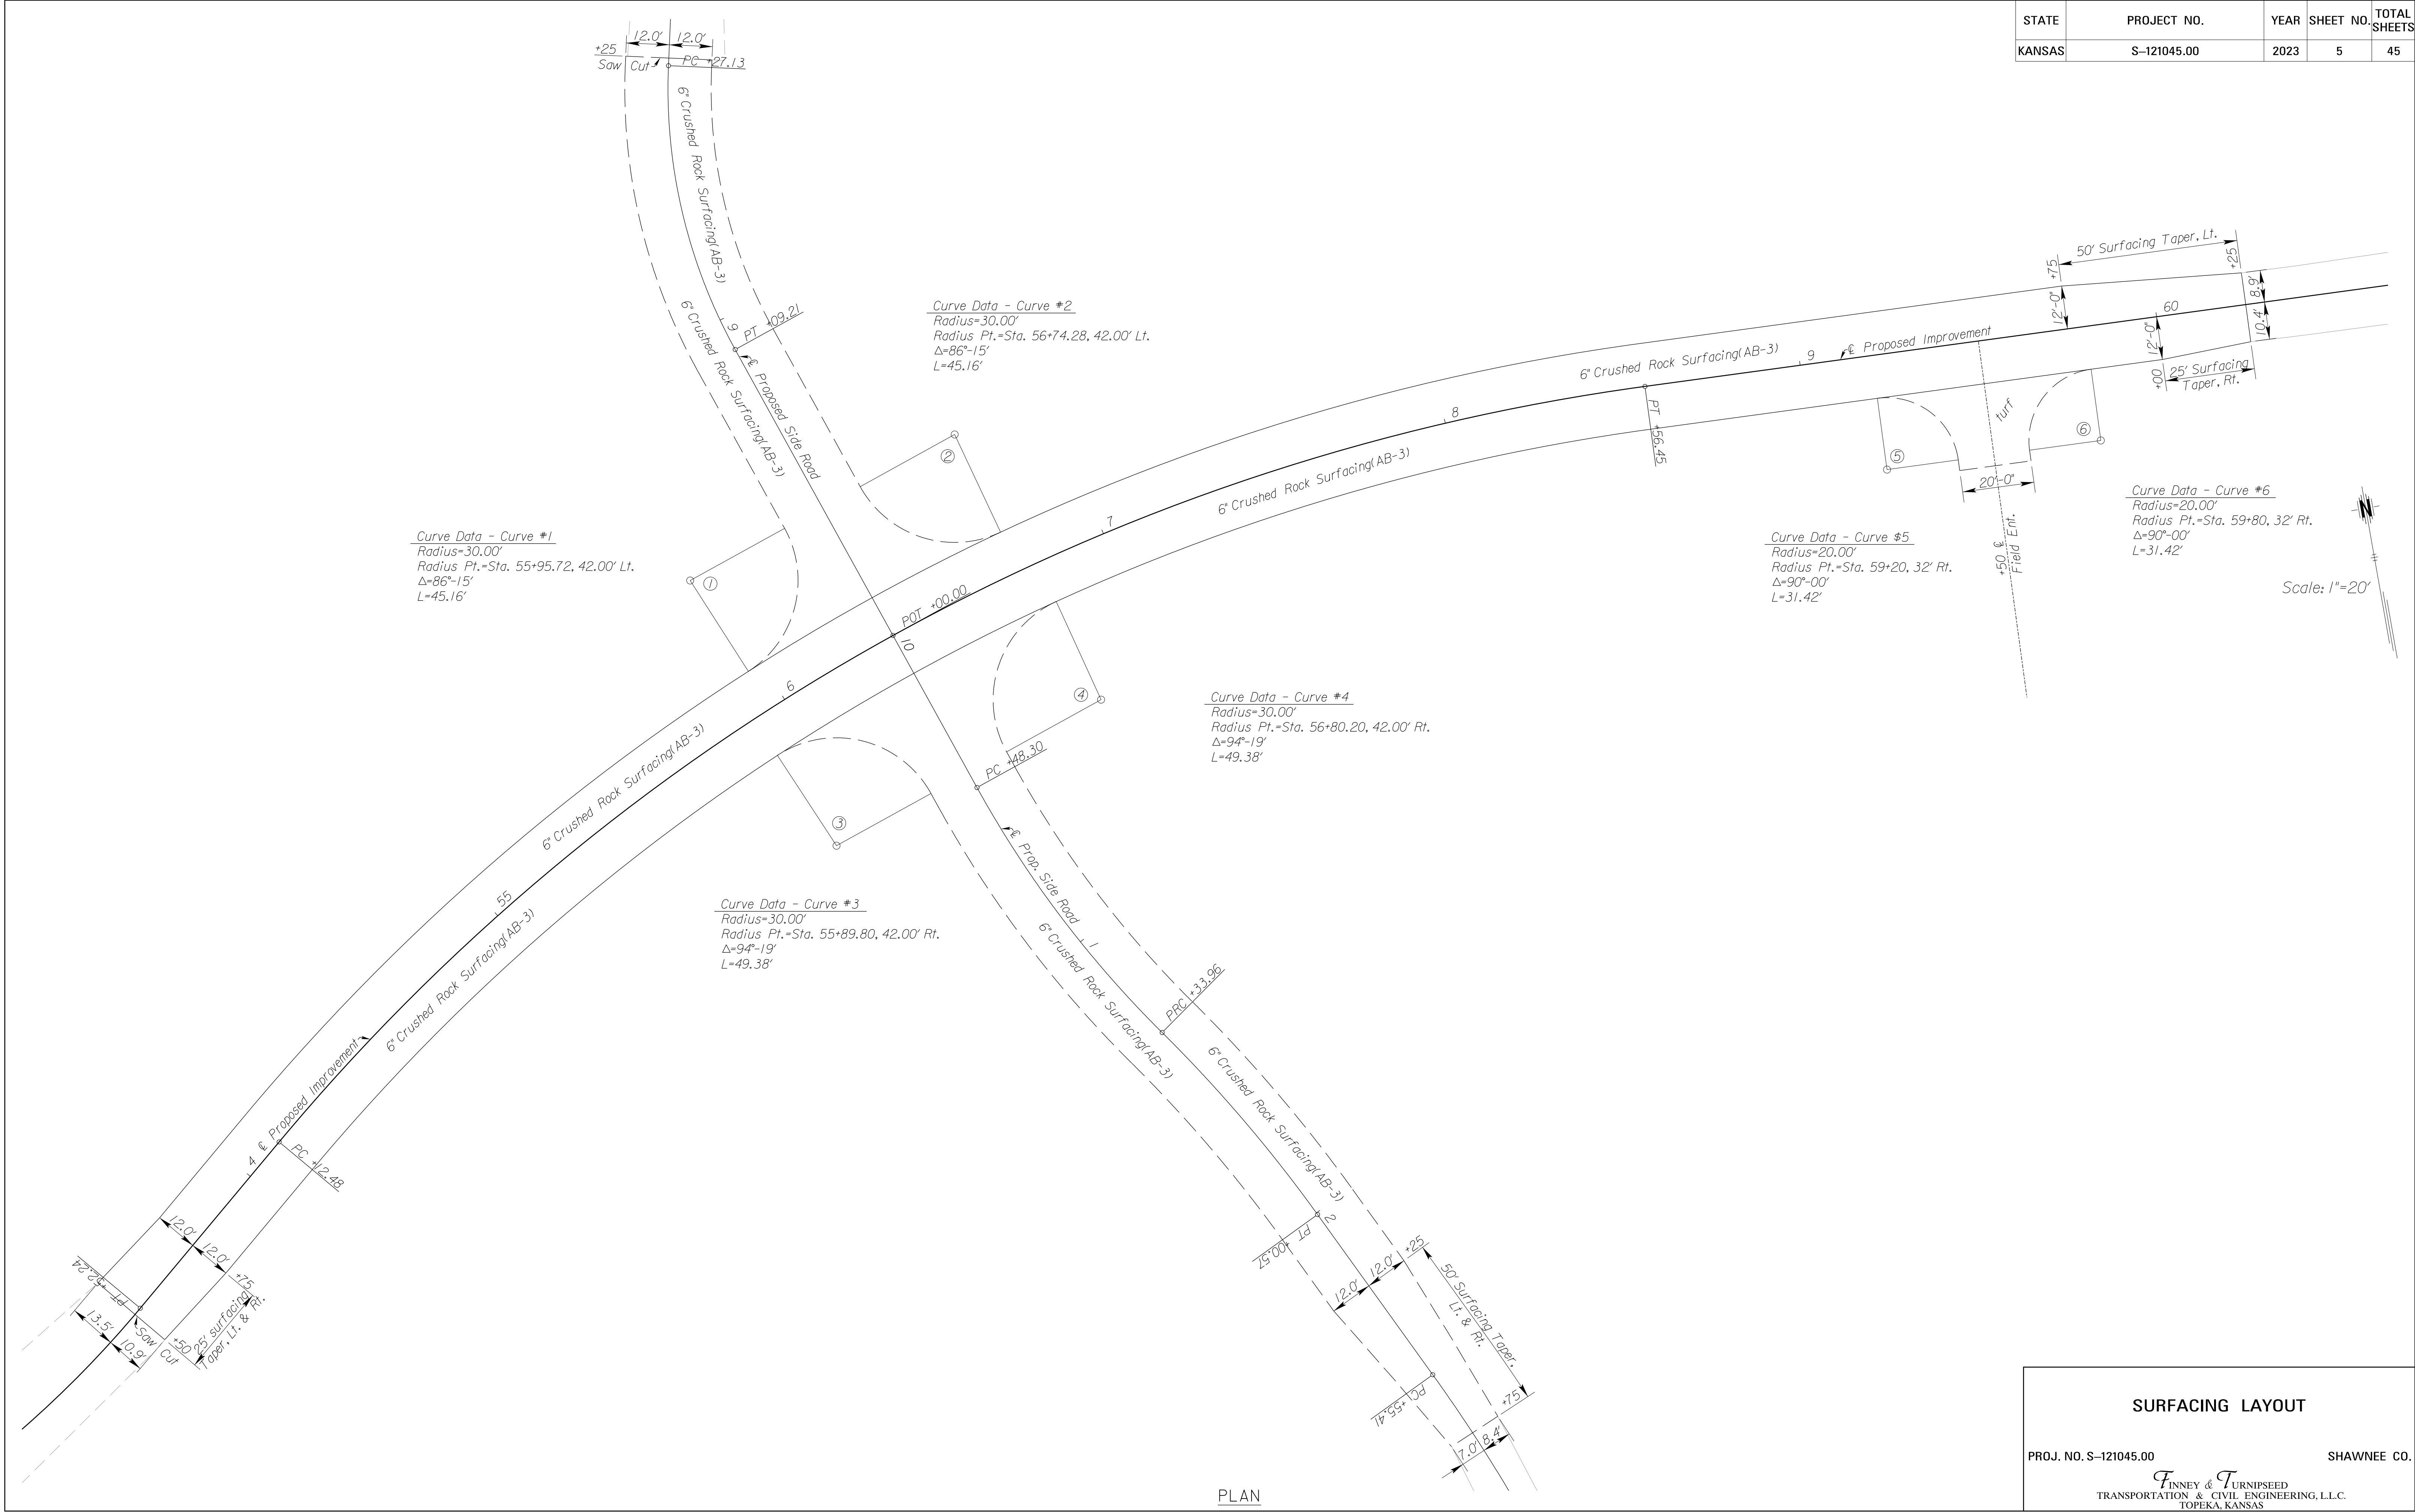 STATE PROJECT NO. YEAR SHEET NO. TOTAL SHEETS
KANSAS S-121045.00 2023 5 45
12.0' 12.0'
+25
Saw Cut
PC +27.13
6" Crushed Rock Surfacing(AB-3)
6" Crushed Rock Surfacing(AB-3)
9
PT +09.21
℄ Proposed Side Road
Curve Data - Curve #2
Radius=30.00'
Radius Pt.=Sta. 56+74.28, 42.00' Lt.
Δ=86°-15'
L=45.16'
2
50' Surfacing Taper, Lt.
+75
+25
12'-0"
8.9'
60
10.4'
12'-0"
+00
25' Surfacing
Taper, Rt.
℄ Proposed Improvement
9
6" Crushed Rock Surfacing(AB-3)
8
PT +56.45
6" Crushed Rock Surfacing(AB-3)
7
turf
5
6
20'-0"
+50 ℄
Field Ent.
Curve Data - Curve #6
Radius=20.00'
Radius Pt.=Sta. 59+80, 32' Rt.
Δ=90°-00'
L=31.42'
N
Scale: 1"=20'
Curve Data - Curve $5
Radius=20.00'
Radius Pt.=Sta. 59+20, 32' Rt.
Δ=90°-00'
L=31.42'
Curve Data - Curve #1
Radius=30.00'
Radius Pt.=Sta. 55+95.72, 42.00' Lt.
Δ=86°-15'
L=45.16'
1
POT +00.00
10
6
4
Curve Data - Curve #4
Radius=30.00'
Radius Pt.=Sta. 56+80.20, 42.00' Rt.
Δ=94°-19'
L=49.38'
PC +48.30
6" Crushed Rock Surfacing(AB-3)
3
℄ Prop. Side Road
1
Curve Data - Curve #3
Radius=30.00'
Radius Pt.=Sta. 55+89.80, 42.00' Rt.
Δ=94°-19'
L=49.38'
55
6" Crushed Rock Surfacing(AB-3)
6" Crushed Rock Surfacing(AB-3)
PRC +33.96
6" Crushed Rock Surfacing(AB-3)
℄ Proposed Improvement
4
PC +12.48
12.0' 12.0'
+75
PT +52.24
13.5' 10.9'
Saw Cut
+50
25' surfacing
Taper, Lt. & Rt.
2
PT +00.57
12.0' 12.0'
+25
50' Surfacing Taper,
Lt. & Rt.
PC +55.41
+75
7.0' 8.4'
PLAN
SURFACING LAYOUT
PROJ. NO. S-121045.00 SHAWNEE CO.
FINNEY & TURNIPSEED
TRANSPORTATION & CIVIL ENGINEERING, L.L.C.
TOPEKA, KANSAS